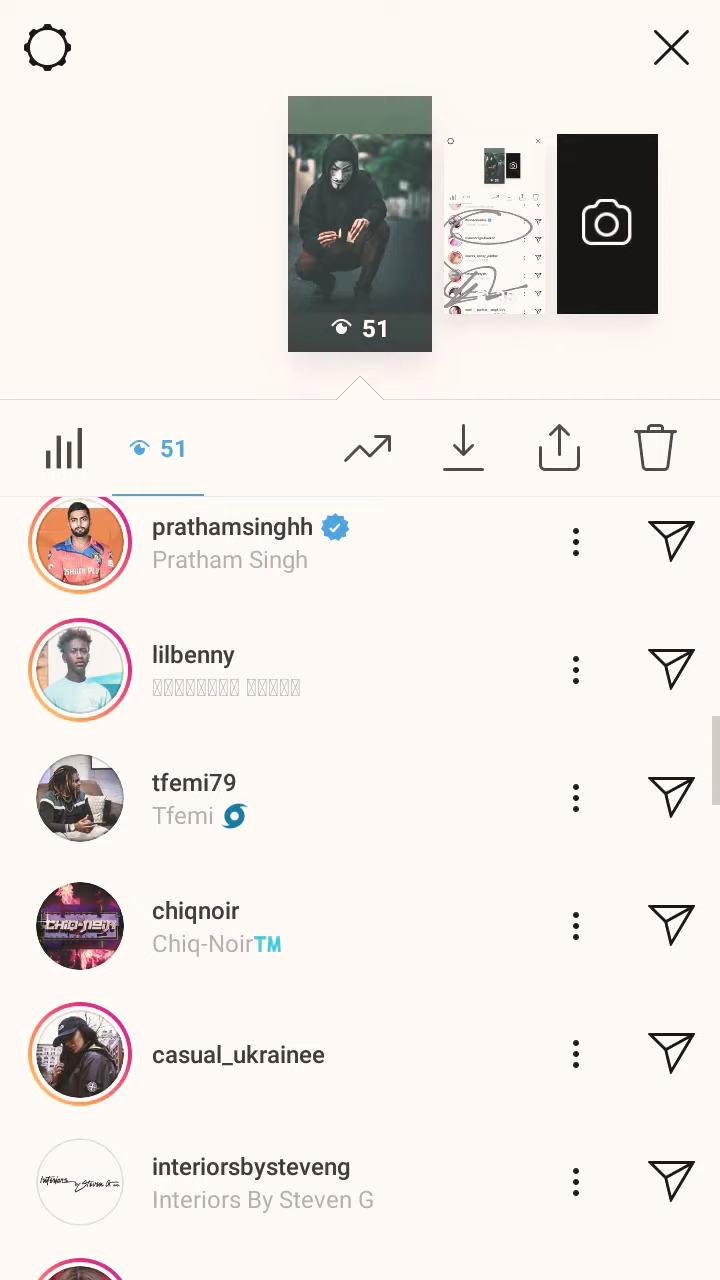 51
51
prathamsinghh
Pratham Singh
lilbenny
tfemi79
Tfemi
chiqnoir
Chiq-Noir™
casual_ukrainee
interiorsbysteveng
Interiors By Steven G